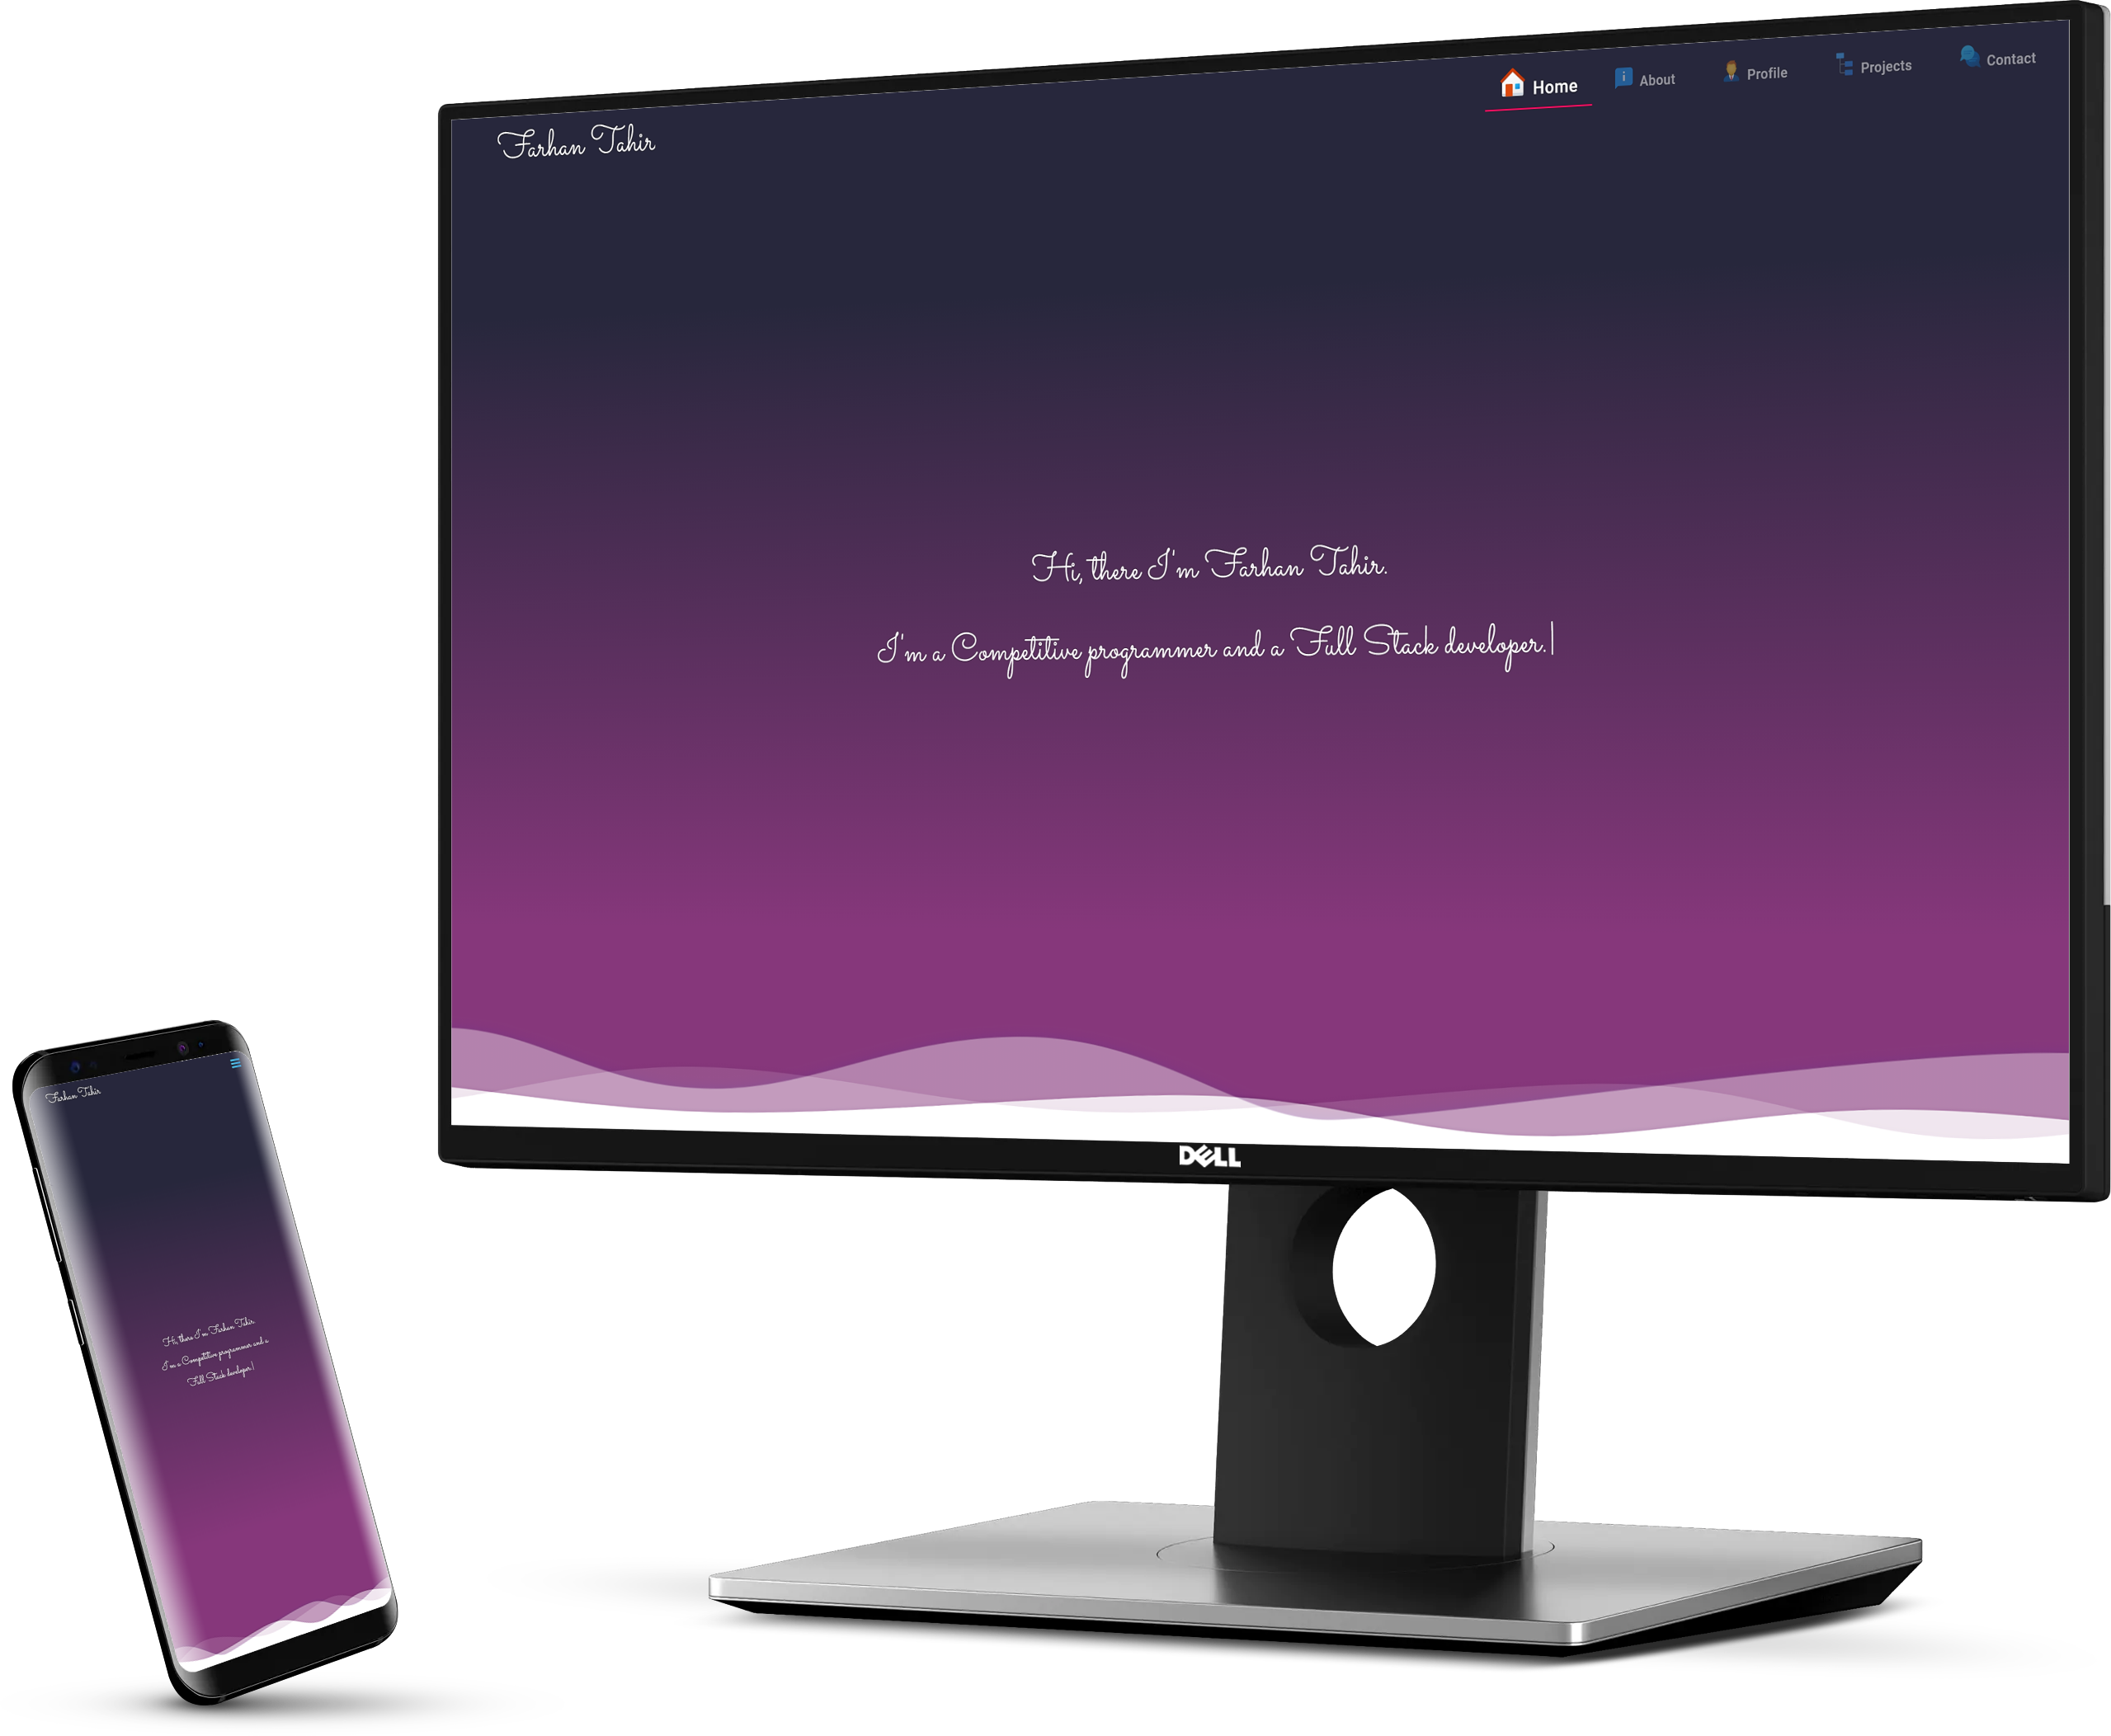 Home
About
Profile
Projects
Contact
Farhan Tahir
Hi, there I'm Farhan Tahir.
I'm a Competitive programmer and a Full Stack developer.|
DELL
Farhan Tahir
Hi, there I'm Farhan Tahir.
I'm a Competitive programmer and a
Full Stack developer.|